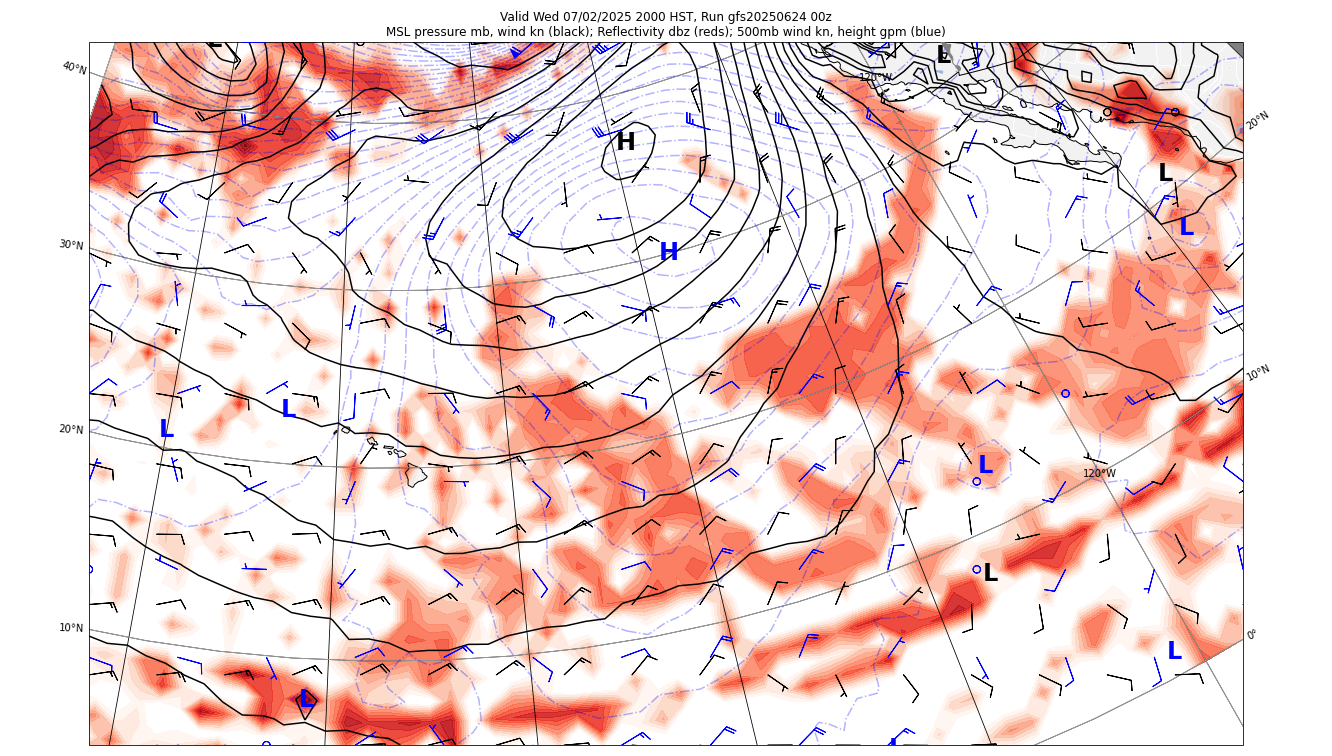 Valid Wed 07/02/2025 2000 HST, Run gfs20250624 00z
MSL pressure mb, wind kn (black); Reflectivity dbz (reds); 500mb wind kn, height gpm (blue)
L
L
40°N
120°W
20°N
H
L
L
30°N
H
10°N
L
20°N
L
L
120°W
L
10°N
0°
L
L
L